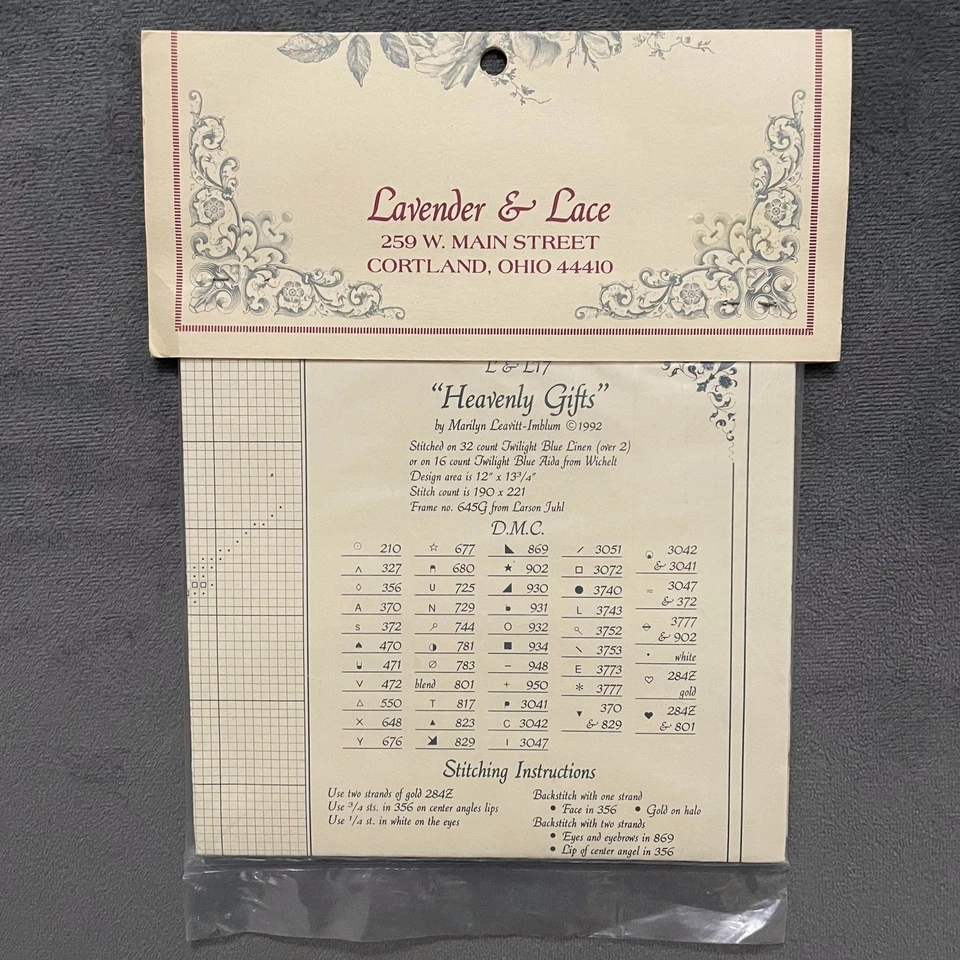 Lavender & Lace
259 W. MAIN STREET
CORTLAND, OHIO 44410
L & L17
"Heavenly Gifts"
by Marilyn Leavitt-Imblum ©1992
Stitched on 32 count Twilight Blue Linen (over 2)
or on 16 count Twilight Blue Aida from Wichelt
Design area is 12" x 13 3/4"
Stitch count is 190 x 221
Frame no. 645G from Larson Juhl
D.M.C.
210
Λ 327
◊ 356
A 370
S 372
470
471
V 472
△ 550
X 648
Y 676
☆ 677
680
U 725
N 729
744
◑ 781
∅ 783
blend 801
T 817
▲ 823
829
869
★ 902
◢ 930
931
O 932
■ 934
– 948
+ 950
3041
C 3042
I 3047
/ 3051
□ 3072
● 3740
L 3743
3752
\ 3753
E 3773
* 3777
▼ 370
& 829
3042
& 3041
≈ 3047
& 372
3777
& 902
• white
♡ 284Z
gold
♥ 284Z
& 801
Stitching Instructions
Use two strands of gold 284Z
Use 3/4 sts. in 356 on center angles lips
Use 1/4 st. in white on the eyes
Backstitch with one strand
• Face in 356 • Gold on halo
Backstitch with two strands
• Eyes and eyebrows in 869
• Lip of center angel in 356